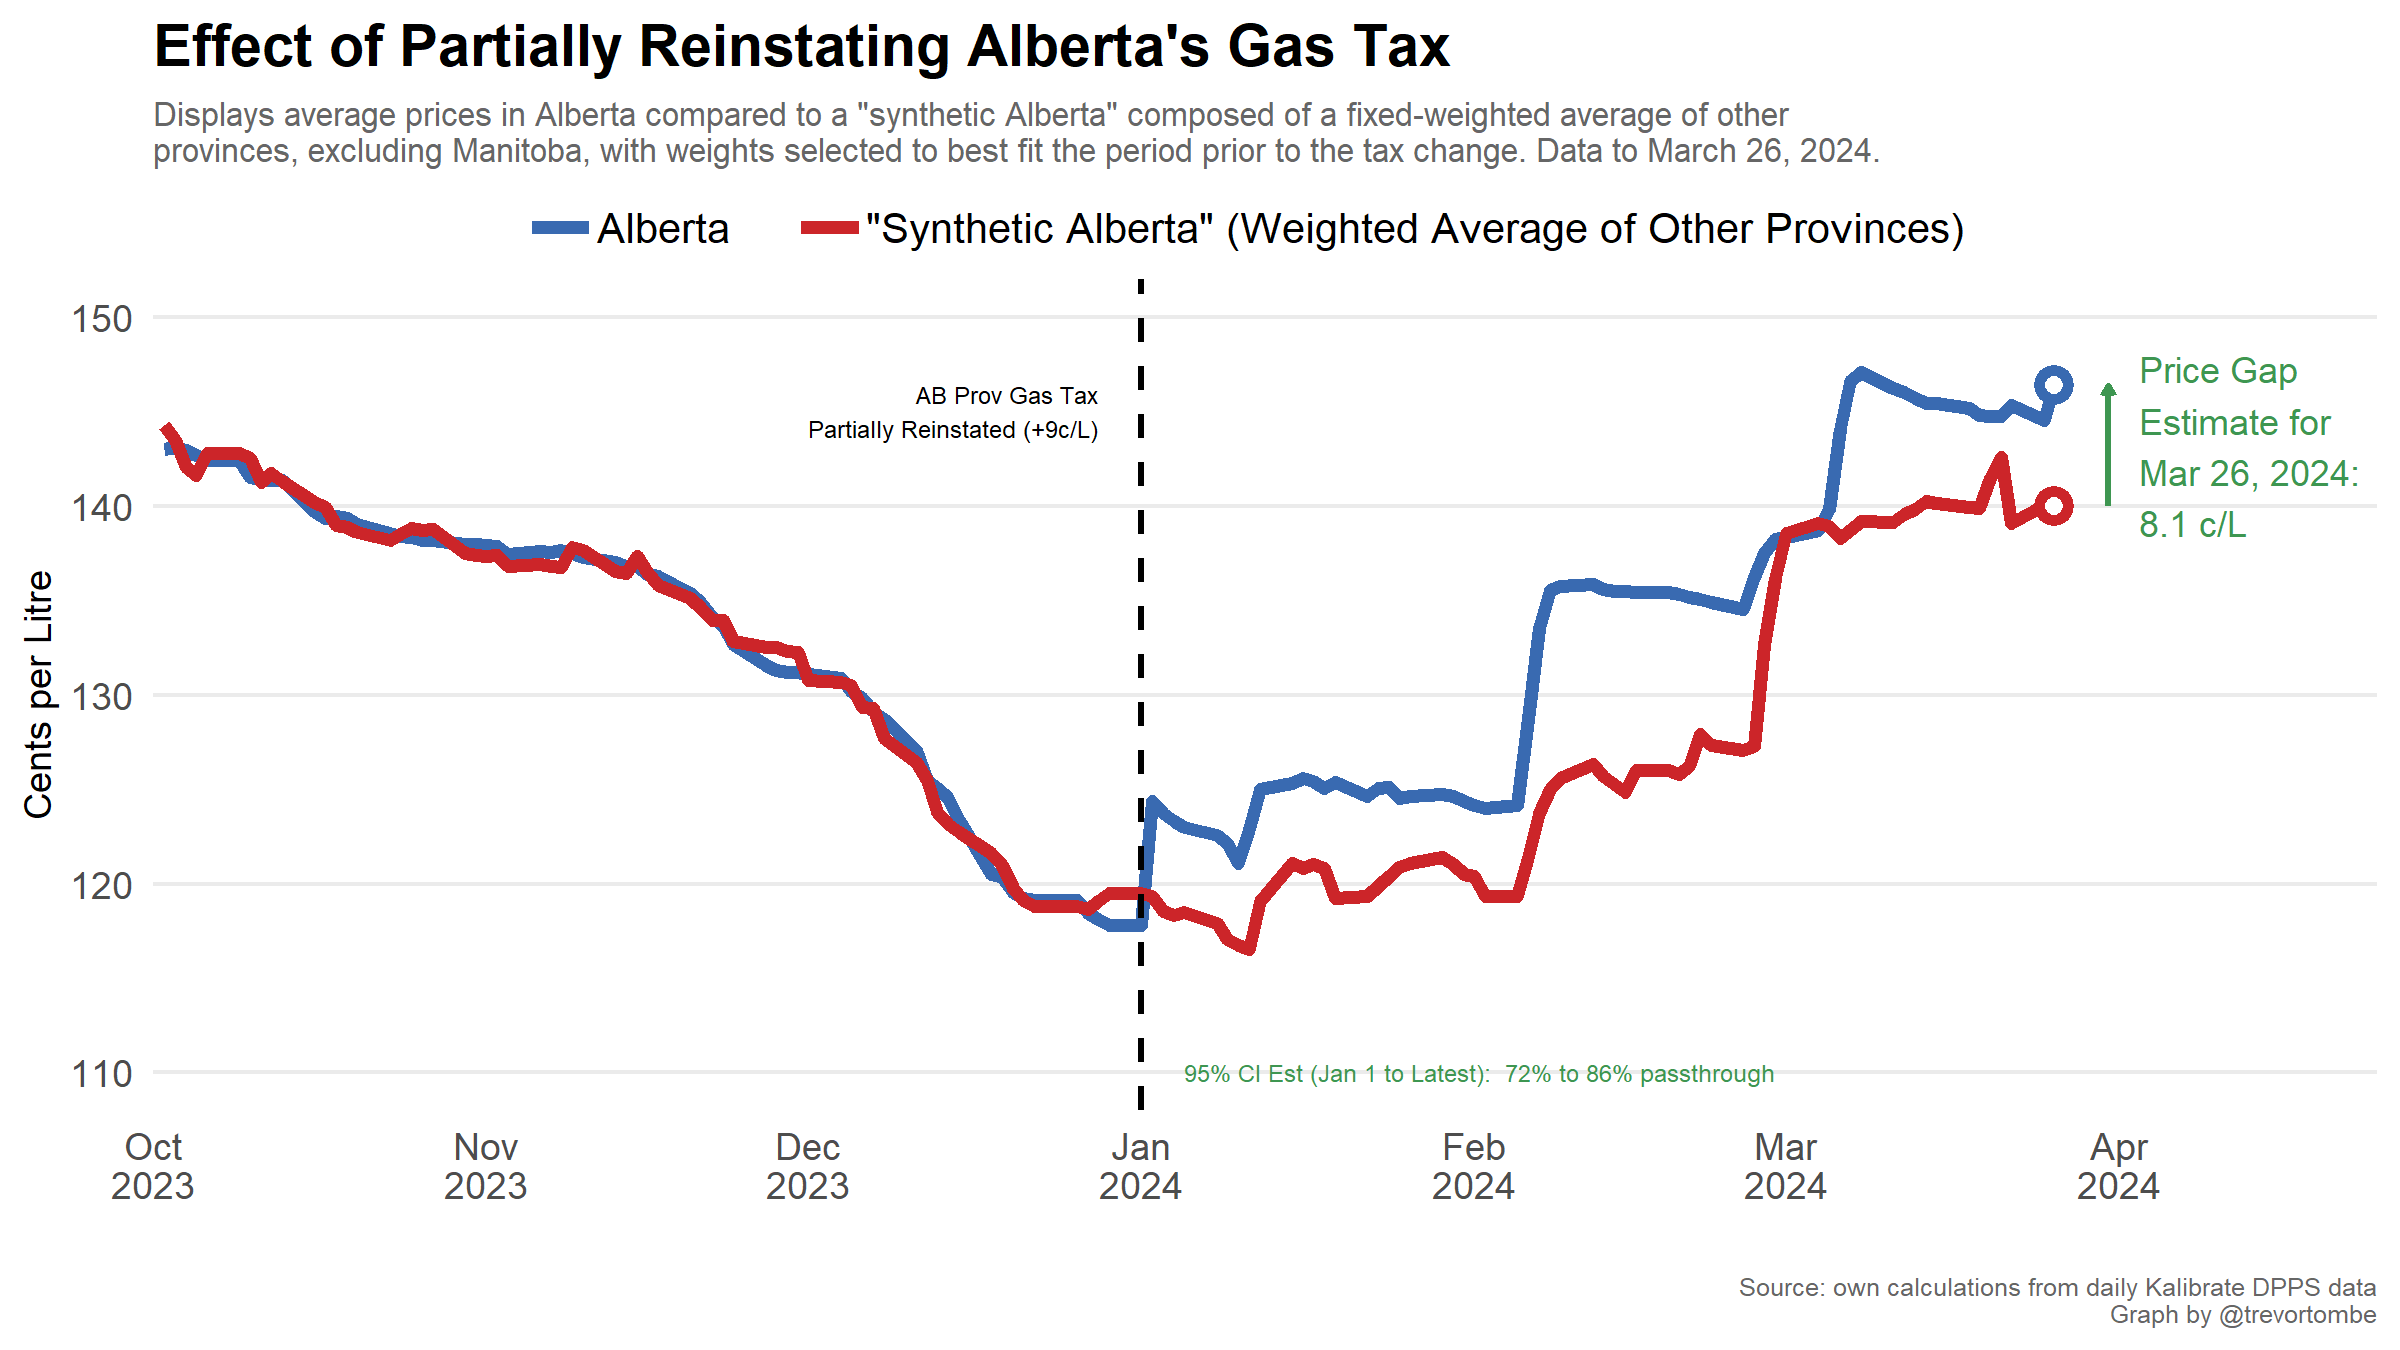 Effect of Partially Reinstating Alberta's Gas Tax
Displays average prices in Alberta compared to a "synthetic Alberta" composed of a fixed-weighted average of other
provinces, excluding Manitoba, with weights selected to best fit the period prior to the tax change. Data to March 26, 2024.
Alberta
"Synthetic Alberta" (Weighted Average of Other Provinces)
Cents per Litre
150
140
130
120
110
AB Prov Gas Tax
Partially Reinstated (+9c/L)
Price Gap
Estimate for
Mar 26, 2024:
8.1 c/L
95% CI Est (Jan 1 to Latest): 72% to 86% passthrough
Oct
2023
Nov
2023
Dec
2023
Jan
2024
Feb
2024
Mar
2024
Apr
2024
Source: own calculations from daily Kalibrate DPPS data
Graph by @trevortombe